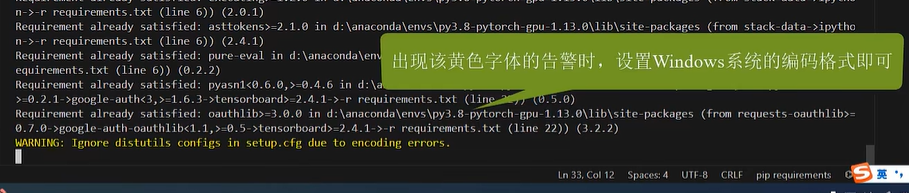 n->-r requirements.txt (line 6)) (2.0.1)
Requirement already satisfied: asttokens>=2.1.0 in d:\anaconda\envs\py3.8-pytorch-gpu-1.13.0\lib\site-packages (from stack-data->ipytho
n->-r requirements.txt (line 6)) (2.4.1)
Requirement already satisfied: pure-eval in d:\anaconda\envs
equirements.txt (line 6)) (0.2.2)
Requirement already satisfied: pyasn1<0.6.0,>=0.4.6 in
>=0.2.1->google-auth<3,>=1.6.3->tensorboard>=2.4.1->-r requirements.txt (line (0.5.0)
Requirement already satisfied: oauthlib>=3.0.0 in d:\anaconda\envs\py3.8-pytorch-gpu-1.13.0\lib\site-packages (from requests-oauthlib>=
0.7.0->google-auth-oauthlib<1.1,>=0.5->tensorboard>=2.4.1->-r requirements.txt (line 22)) (3.2.2)
WARNING: Ignore distutils configs in setup.cfg due to encoding errors.
出现该黄色字体的告警时，设置Windows系统的编码格式即可
Ln 33, Col 12 Spaces: 4 UTF-8 CRLF pip requirements
S 英